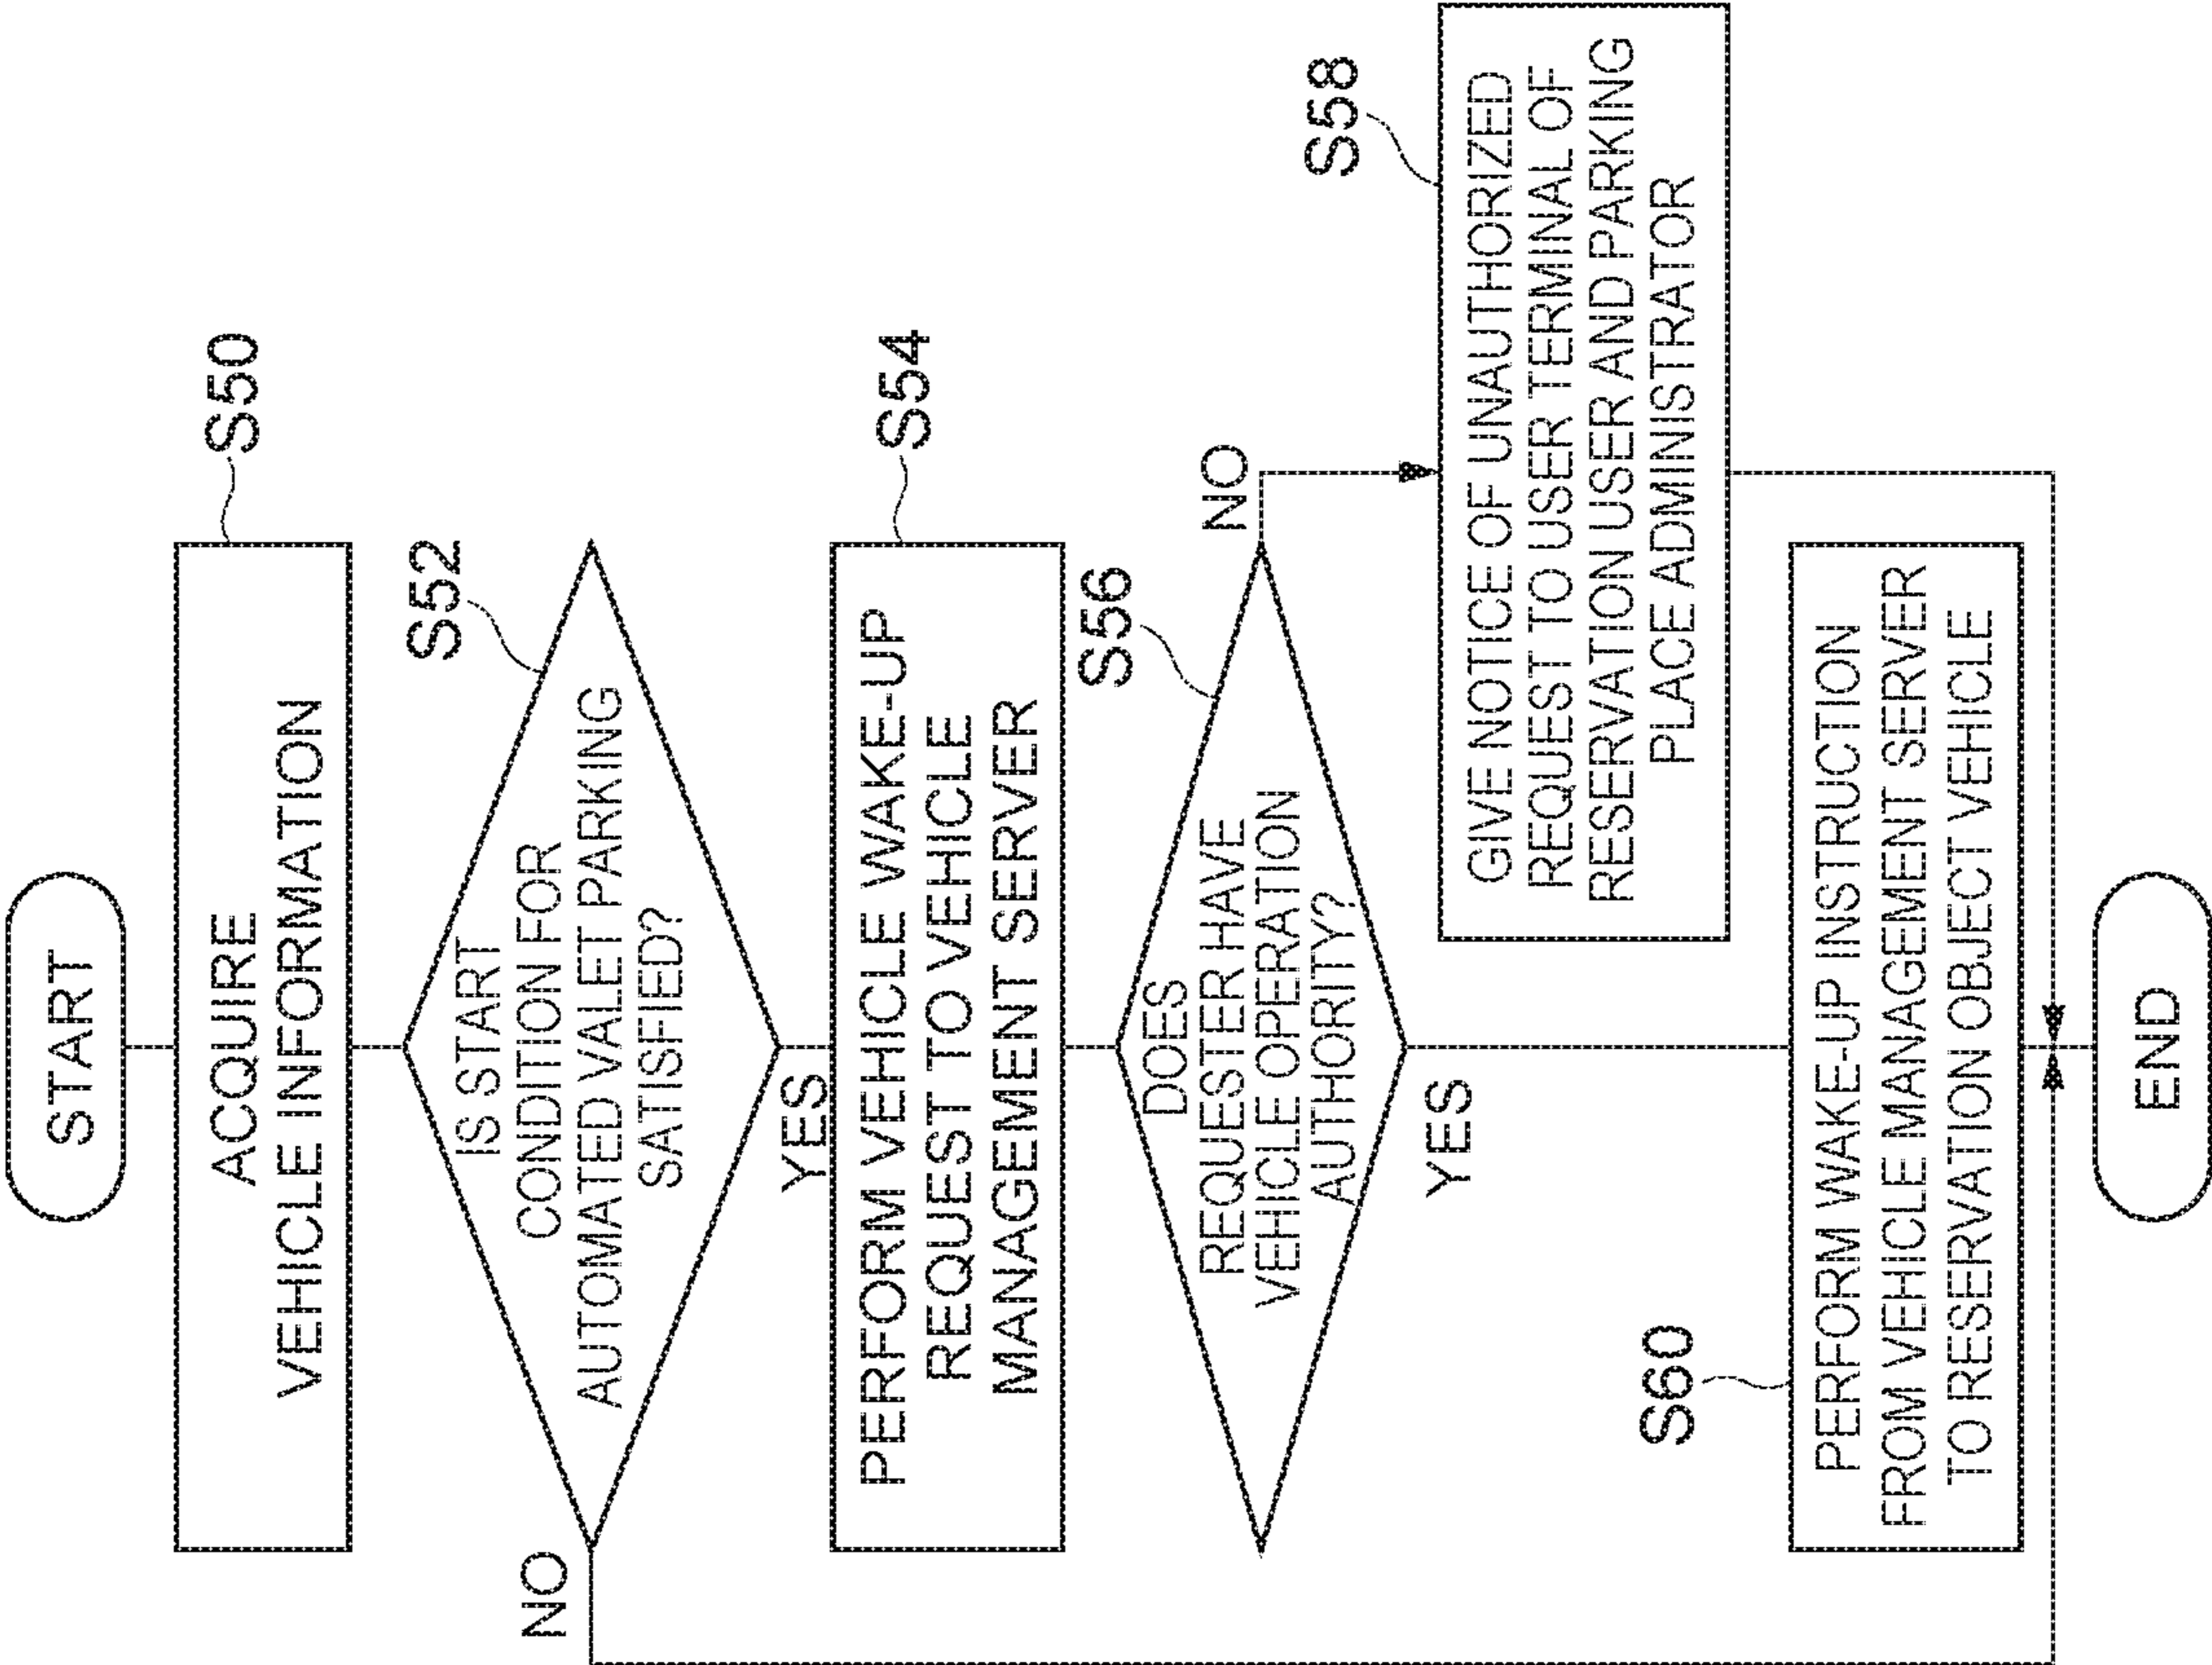 START
S50
ACQUIRE
VEHICLE INFORMATION
S52
IS START
CONDITION FOR
AUTOMATED VALET PARKING
SATISFIED?
NO
YES
S54
PERFORM VEHICLE WAKE-UP
REQUEST TO VEHICLE
MANAGEMENT SERVER
S56
DOES
REQUESTER HAVE
VEHICLE OPERATION
AUTHORITY?
NO
YES
S58
GIVE NOTICE OF UNAUTHORIZED
REQUEST TO USER TERMINAL OF
RESERVATION USER AND PARKING
PLACE ADMINISTRATOR
S60
PERFORM WAKE-UP INSTRUCTION
FROM VEHICLE MANAGEMENT SERVER
TO RESERVATION OBJECT VEHICLE
END